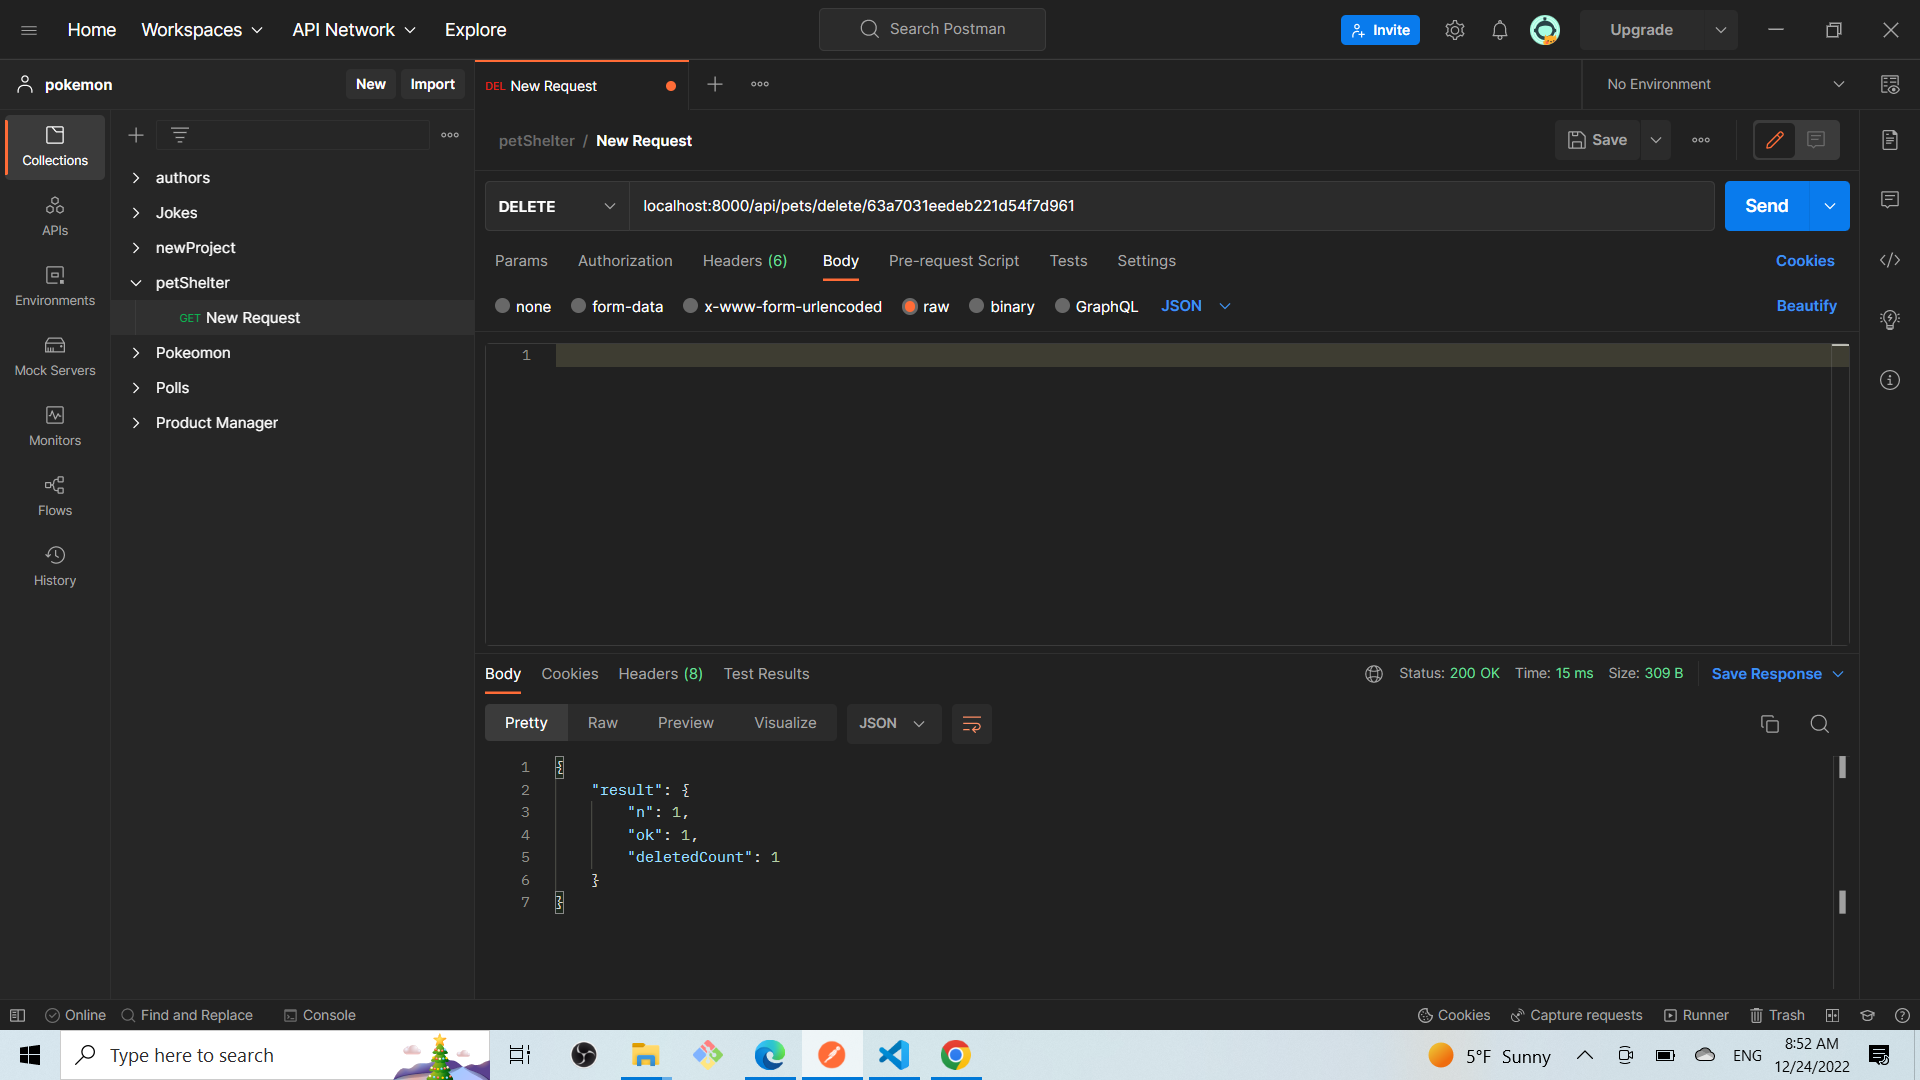 Home Workspaces API Network Explore Search Postman Invite Upgrade
pokemon New Import DEL New Request No Environment
petShelter / New Request Save
Collections
APIs
Environments
Mock Servers
Monitors
Flows
History
authors
Jokes
newProject
petShelter
GET New Request
Pokeomon
Polls
Product Manager
DELETE localhost:8000/api/pets/delete/63a7031eedeb221d54f7d961 Send
Params Authorization Headers (6) Body Pre-request Script Tests Settings Cookies
none form-data x-www-form-urlencoded raw binary GraphQL JSON Beautify
1
Body Cookies Headers (8) Test Results Status: 200 OK Time: 15 ms Size: 309 B Save Response
Pretty Raw Preview Visualize JSON
1 {
2 "result": {
3 "n": 1,
4 "ok": 1,
5 "deletedCount": 1
6 }
7 }
Online Find and Replace Console Cookies Capture requests Runner Trash
Type here to search 5°F Sunny ENG 8:52 AM
12/24/2022